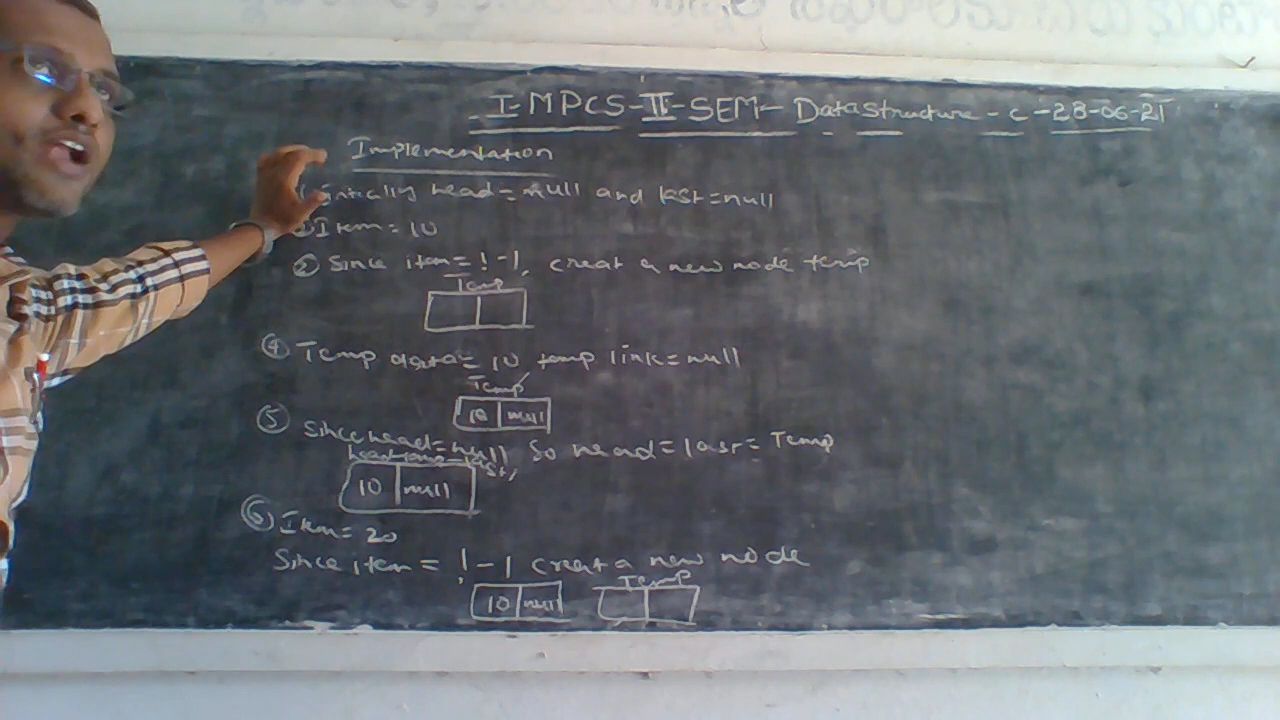 I-MPCS-II-SEM- Datastructure - C - 28-06-21
Implementation
initially head=null and last=null
Item=10
② Since item=!-1, creat a new node temp
Temp
④ Temp data=10 temp link=null
Temp
10 null
⑤ Since head=null, so head=last=Temp
head=temp=last,
10 null
⑥ Item=20
Since item = !-1 creat a new node
Temp
10 null